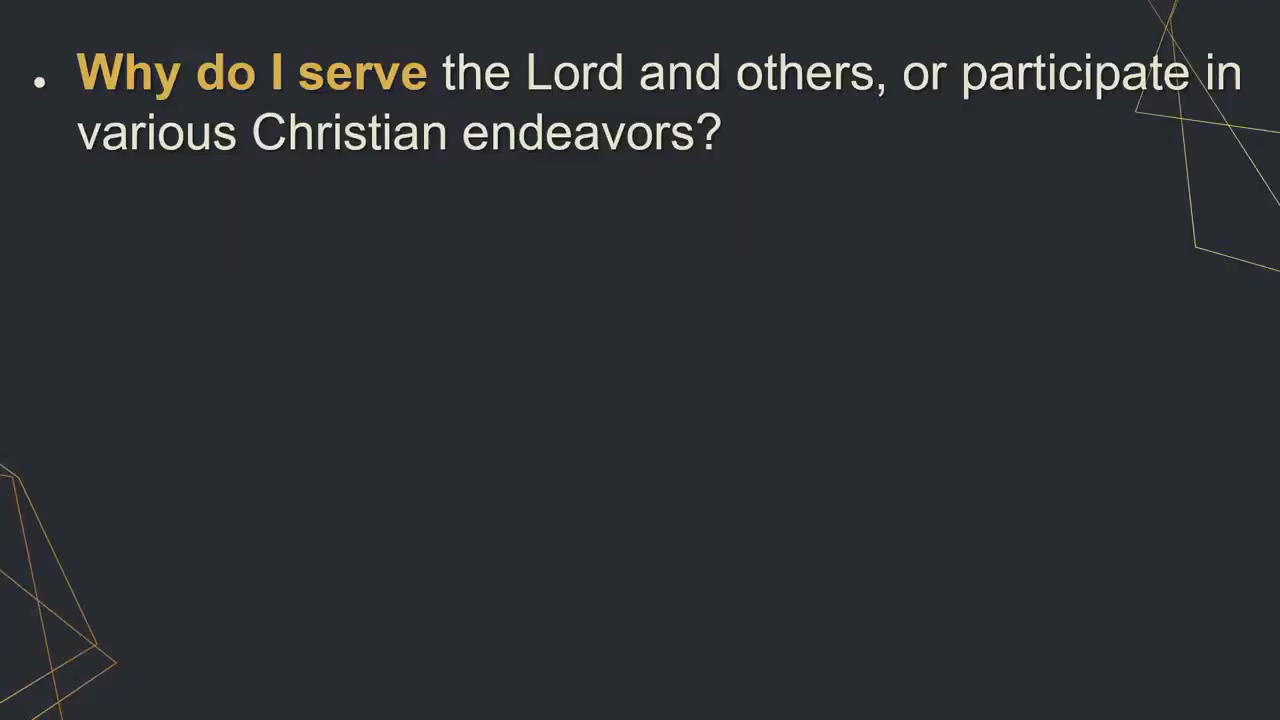 • Why do I serve the Lord and others, or participate in
various Christian endeavors?